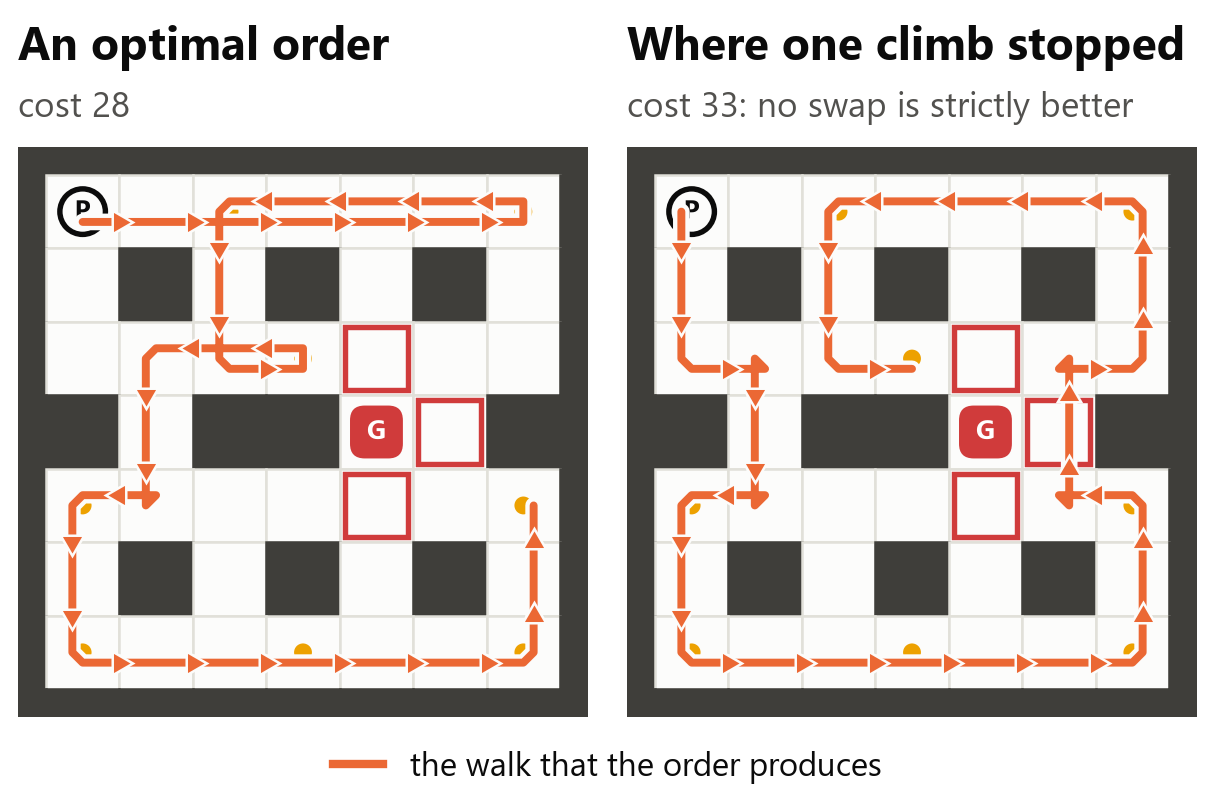 An optimal order
cost 28
Where one climb stopped
cost 33: no swap is strictly better
P
G
P
G
the walk that the order produces